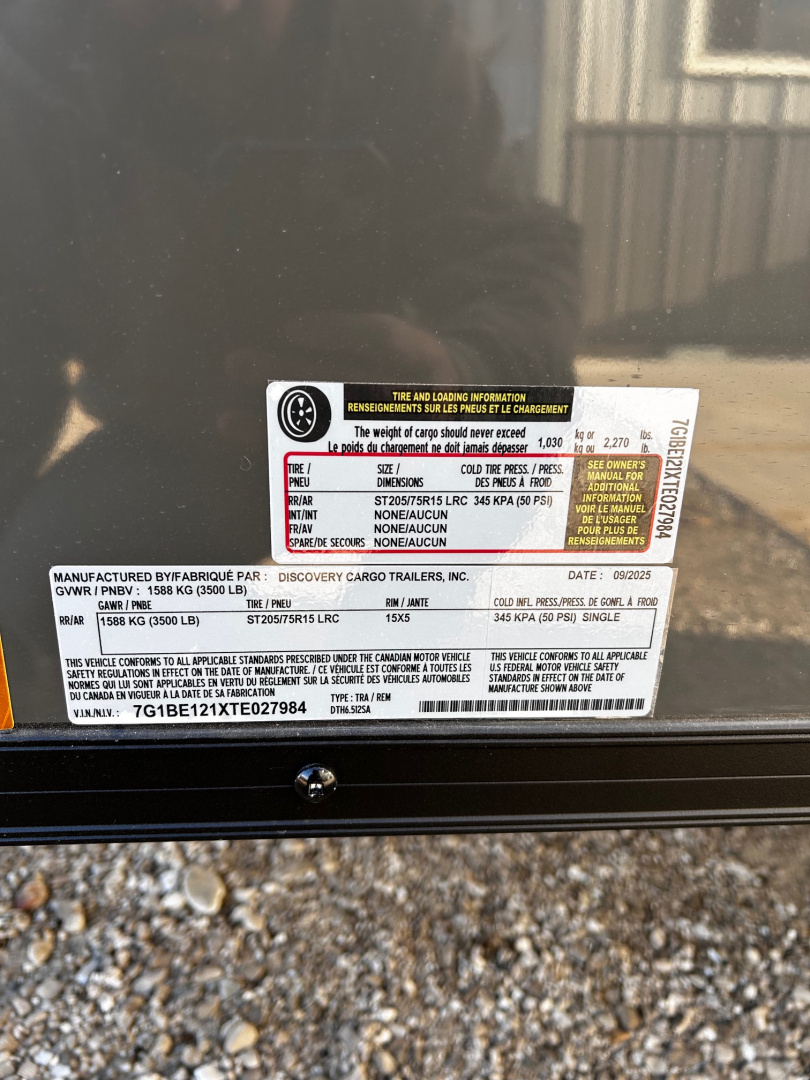 TIRE AND LOADING INFORMATION
RENSEIGNEMENTS SUR LES PNEUS ET LE CHARGEMENT
The weight of cargo should never exceed 1,030 kg or 2,270 lbs.
Le poids du chargement ne doit jamais dépasser kg ou lb.
TIRE / SIZE / COLD TIRE PRESS. / PRESS.
PNEU DIMENSIONS DES PNEUS À FROID
RR/AR ST205/75R15 LRC 345 KPA (50 PSI)
INT/INT NONE/AUCUN
FR/AV NONE/AUCUN
SPARE/DE SECOURS NONE/AUCUN
SEE OWNER'S
MANUAL FOR
ADDITIONAL
INFORMATION
VOIR LE MANUEL
DE L'USAGER
POUR PLUS DE
RENSEIGNEMENTS
7G1BE121XTE027984
MANUFACTURED BY/FABRIQUÉ PAR : DISCOVERY CARGO TRAILERS, INC. DATE : 09/2025
GVWR / PNBV : 1588 KG (3500 LB)
GAWR / PNBE TIRE / PNEU RIM / JANTE COLD INFL. PRESS./PRESS. DE GONFL. À FROID
RR/AR 1588 KG (3500 LB) ST205/75R15 LRC 15X5 345 KPA (50 PSI) SINGLE
THIS VEHICLE CONFORMS TO ALL APPLICABLE STANDARDS PRESCRIBED UNDER THE CANADIAN MOTOR VEHICLE
SAFETY REGULATIONS IN EFFECT ON THE DATE OF MANUFACTURE. / CE VÉHICULE EST CONFORME À TOUTES LES
NORMES QUI LUI SONT APPLICABLES EN VERTU DU RÈGLEMENT SUR LA SÉCURITÉ DES VÉHICULES AUTOMOBILES
DU CANADA EN VIGUEUR À LA DATE DE SA FABRICATION
THIS VEHICLE CONFORMS TO ALL APPLICABLE
U.S FEDERAL MOTOR VEHICLE SAFETY
STANDARDS IN EFFECT ON THE DATE OF
MANUFACTURE SHOWN ABOVE
V.I.N./N.I.V. : 7G1BE121XTE027984
TYPE : TRA / REM
DTH6.512SA